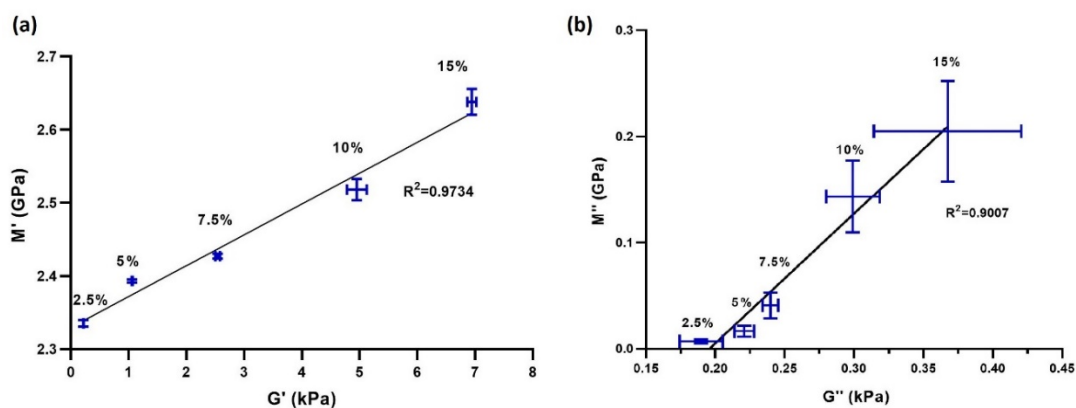 (a)
2.7
2.6
2.5
2.4
2.3
M' (GPa)
2.5%
5%
7.5%
10%
15%
R²=0.9734
0 1 2 3 4 5 6 7 8
G' (kPa)
(b)
0.3
0.2
0.1
0.0
M'' (GPa)
2.5%
5%
7.5%
10%
15%
R²=0.9007
0.15 0.20 0.25 0.30 0.35 0.40 0.45
G'' (kPa)